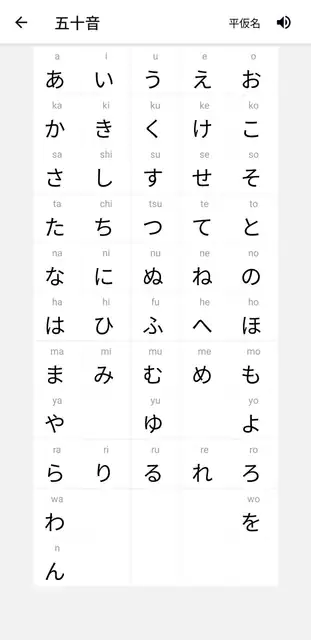 五十音 平仮名
a i u e o
あ い う え お
ka ki ku ke ko
か き く け こ
sa shi su se so
さ し す せ そ
ta chi tsu te to
た ち つ て と
na ni nu ne no
な に ぬ ね の
ha hi fu he ho
は ひ ふ へ ほ
ma mi mu me mo
ま み む め も
ya yu yo
や ゆ よ
ra ri ru re ro
ら り る れ ろ
wa wo
わ を
n
ん